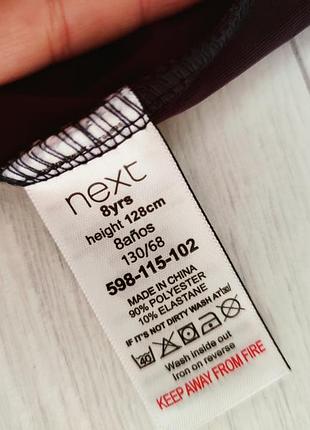 next
8yrs
height 128cm
8años
130/68
598-115-102
MADE IN CHINA
90% POLYESTER
10% ELASTANE
IF IT'S NOT DIRTY WASH AT
40
Wash inside out
Iron on reverse
KEEP AWAY FROM FIRE